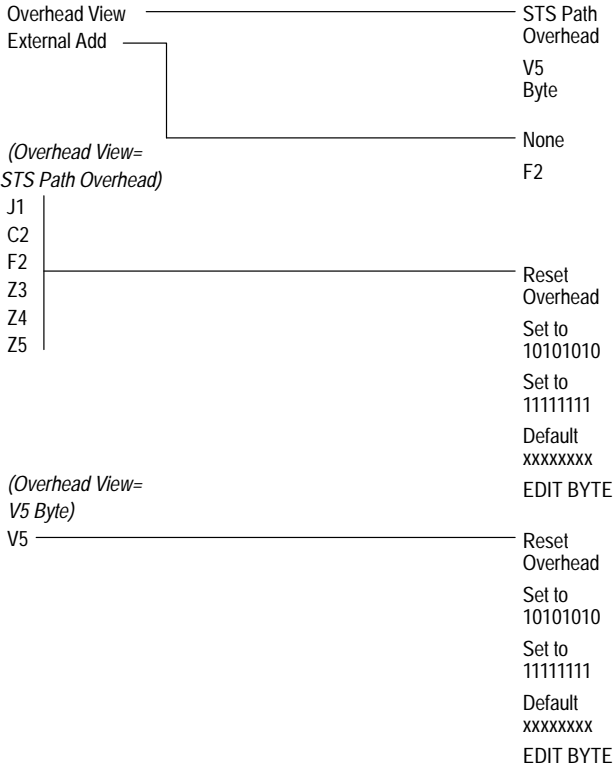 Overhead View
STS Path
Overhead
V5
Byte
External Add
None
F2
(Overhead View=
STS Path Overhead)
J1
C2
F2
Z3
Z4
Z5
Reset
Overhead
Set to
10101010
Set to
11111111
Default
xxxxxxxx
EDIT BYTE
(Overhead View=
V5 Byte)
V5
Reset
Overhead
Set to
10101010
Set to
11111111
Default
xxxxxxxx
EDIT BYTE